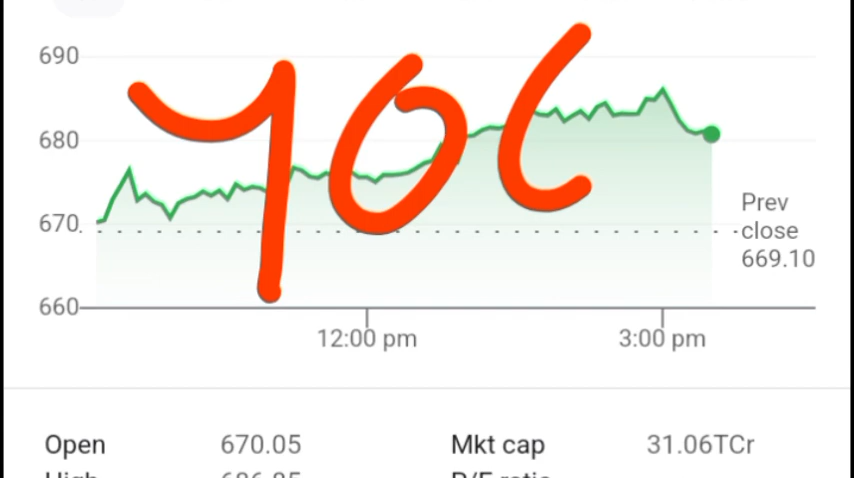 690
680
670
660
yoc
Prev
close
669.10
12:00 pm 3:00 pm
Open 670.05 Mkt cap 31.06TCr